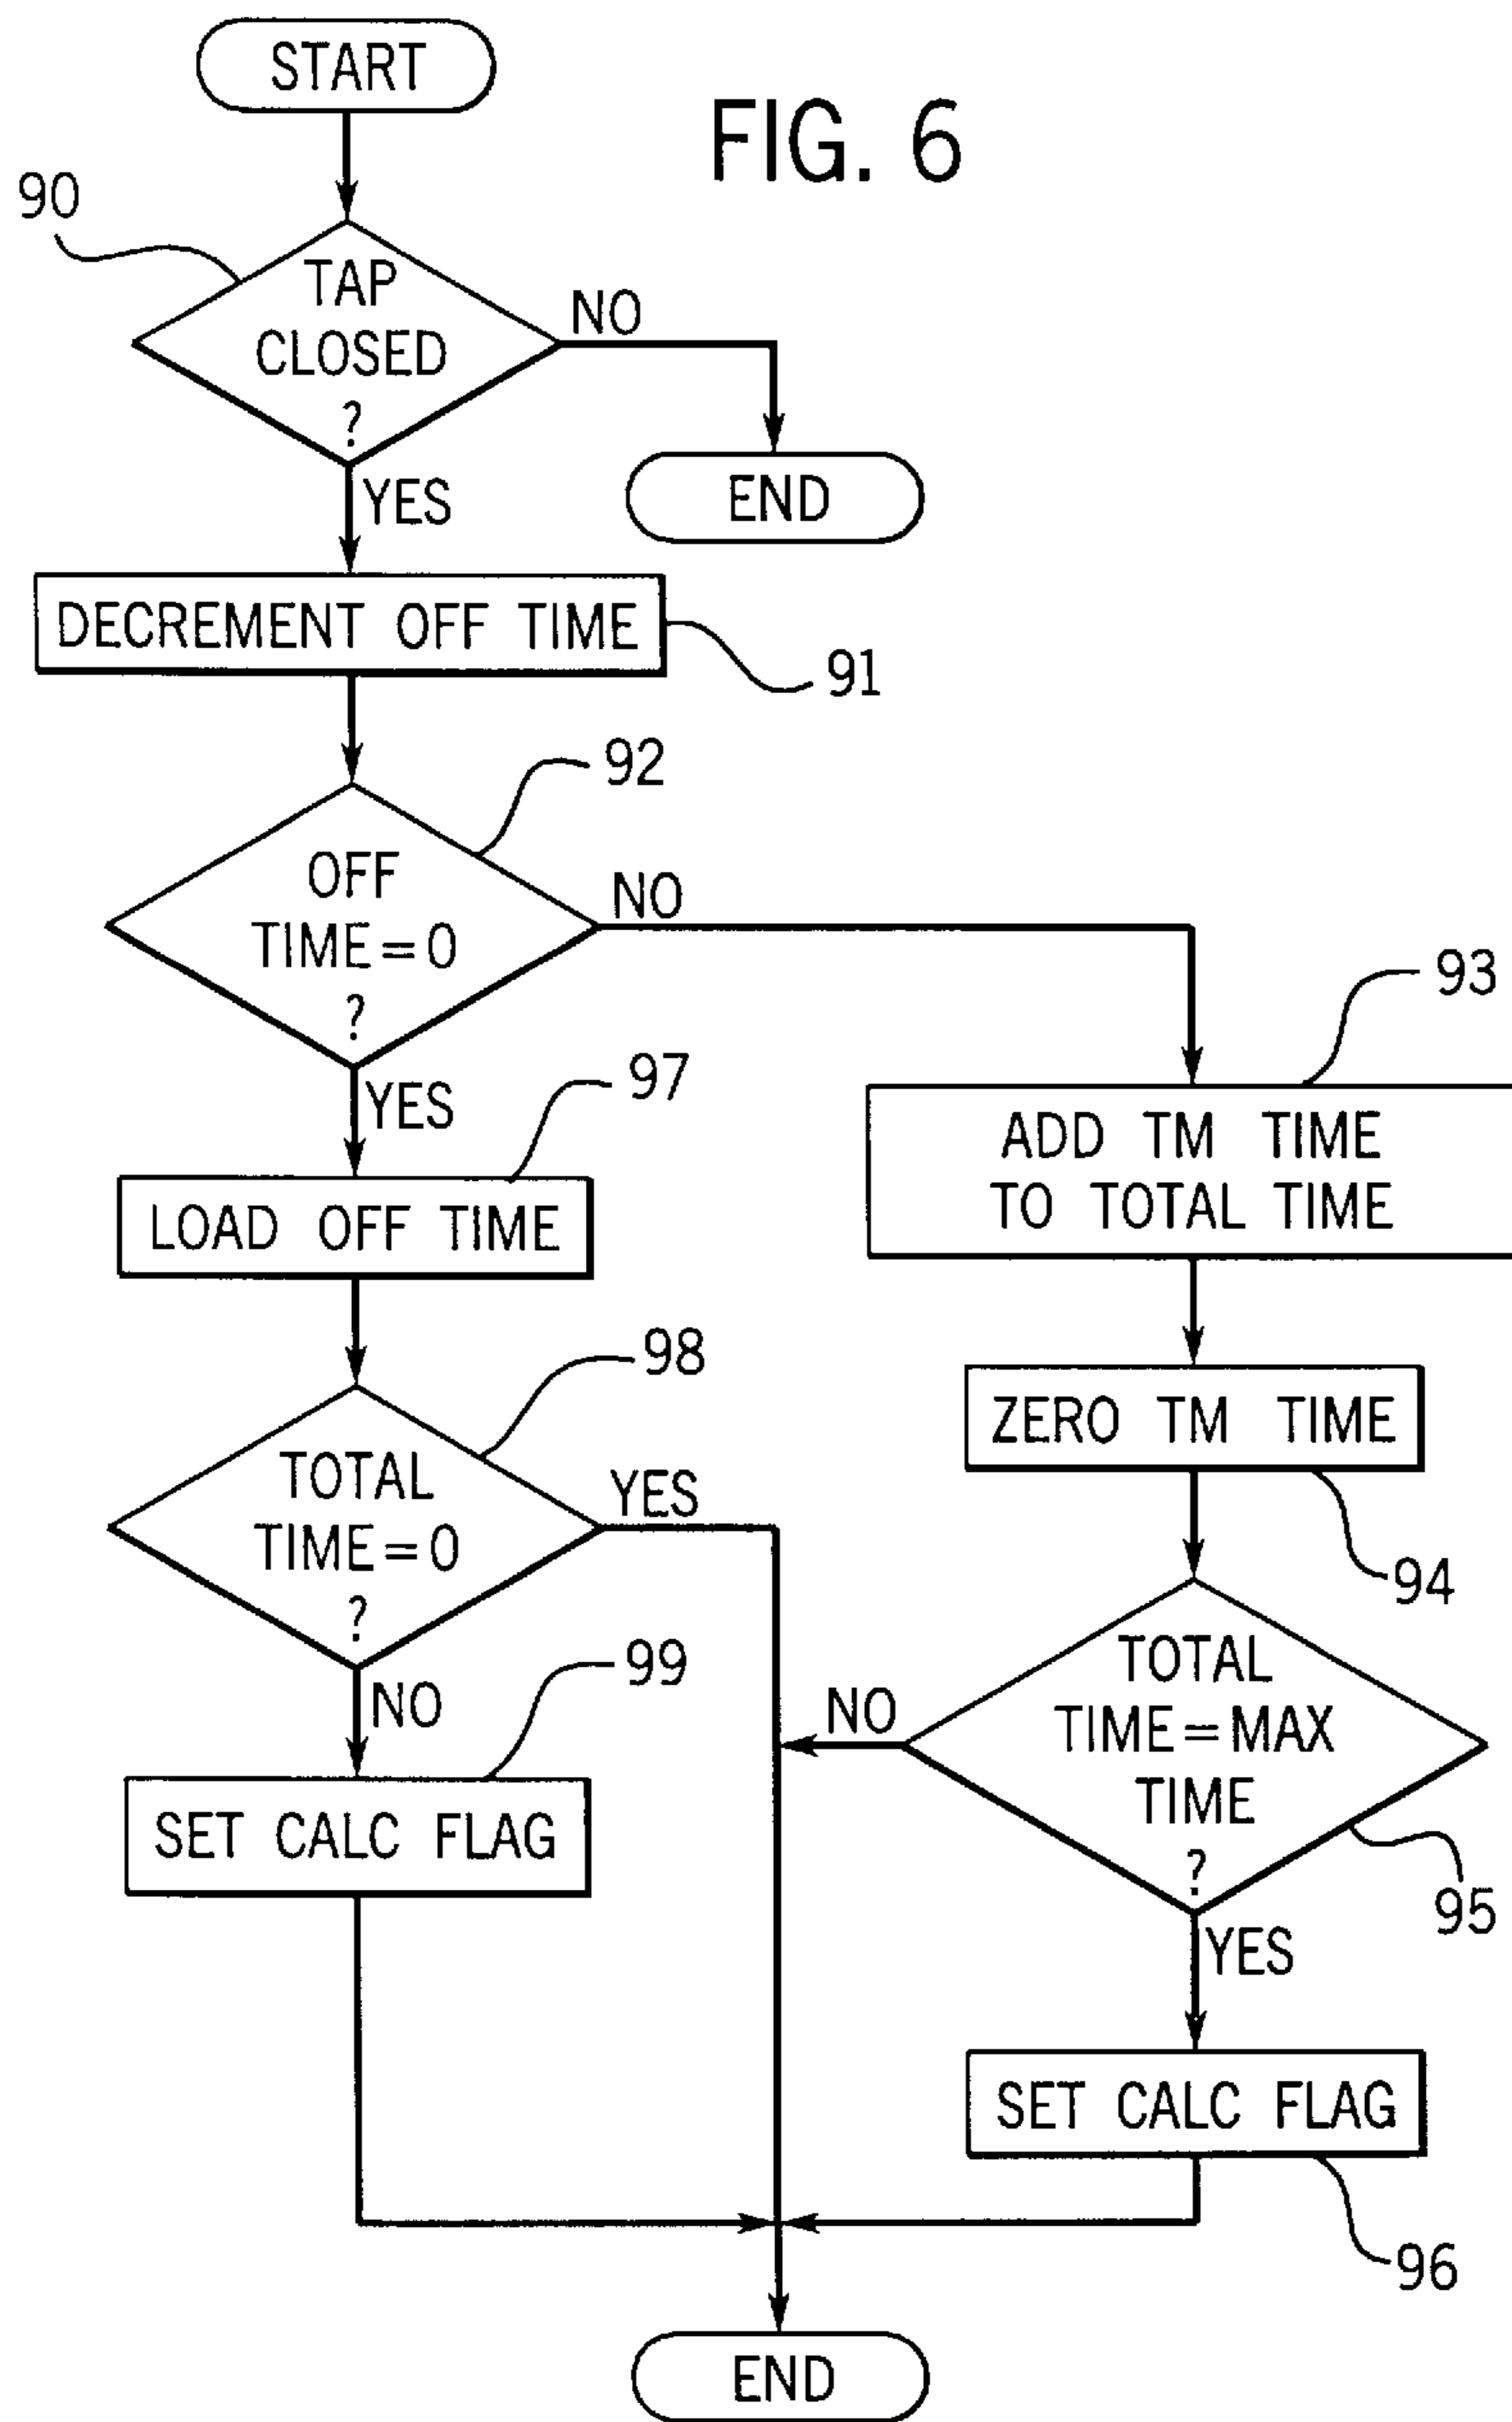 START
FIG. 6
90
TAP
CLOSED
?
NO
END
YES
DECREMENT OFF TIME
91
92
OFF
TIME=0
?
NO
93
YES
97
ADD TM TIME
TO TOTAL TIME
LOAD OFF TIME
98
ZERO TM TIME
94
TOTAL
TIME=0
?
YES
NO
99
TOTAL
TIME=MAX
TIME
?
NO
95
YES
SET CALC FLAG
SET CALC FLAG
96
END